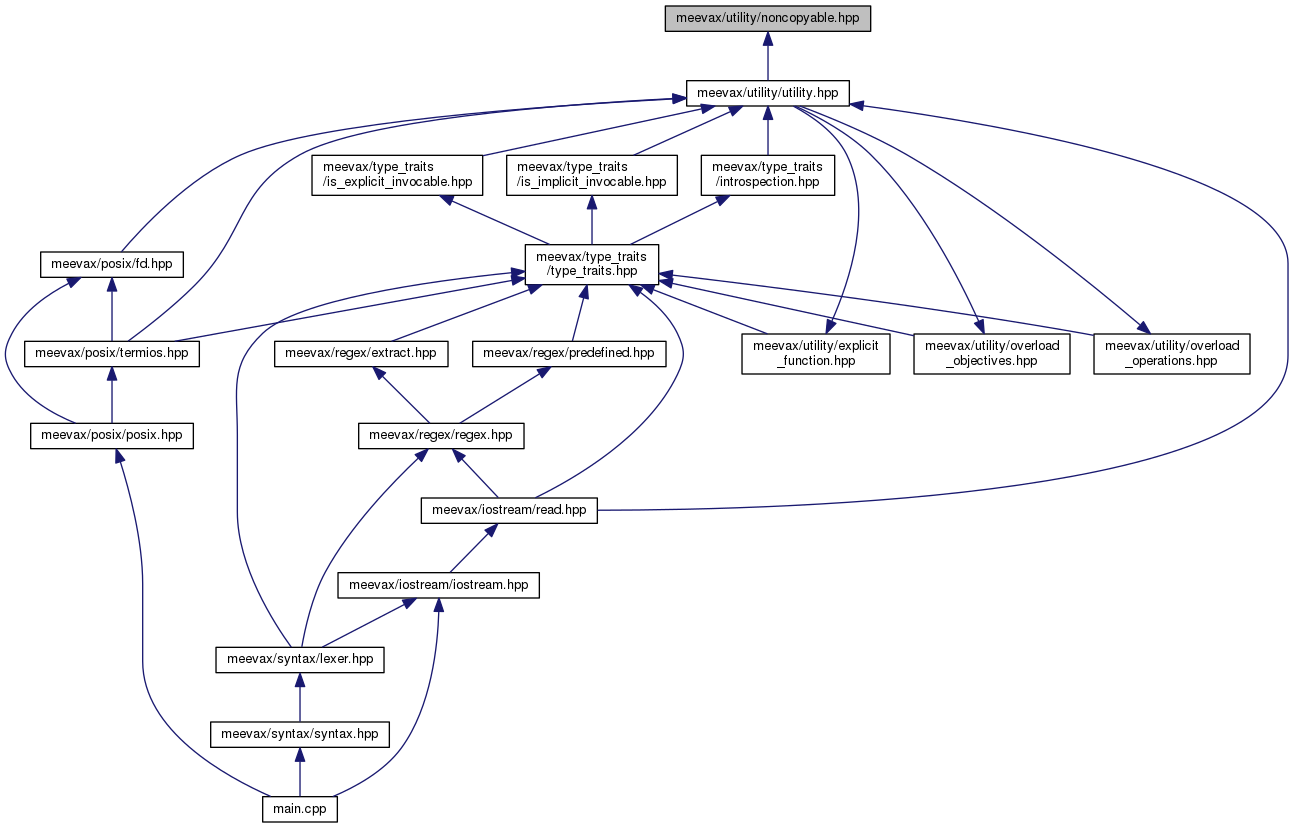 meevax/utility/noncopyable.hpp
meevax/utility/utility.hpp
meevax/type_traits
/is_explicit_invocable.hpp
meevax/type_traits
/is_implicit_invocable.hpp
meevax/type_traits
/introspection.hpp
meevax/posix/fd.hpp
meevax/type_traits
/type_traits.hpp
meevax/posix/termios.hpp
meevax/regex/extract.hpp
meevax/regex/predefined.hpp
meevax/utility/explicit
_function.hpp
meevax/utility/overload
_objectives.hpp
meevax/utility/overload
_operations.hpp
meevax/posix/posix.hpp
meevax/regex/regex.hpp
meevax/iostream/read.hpp
meevax/iostream/iostream.hpp
meevax/syntax/lexer.hpp
meevax/syntax/syntax.hpp
main.cpp